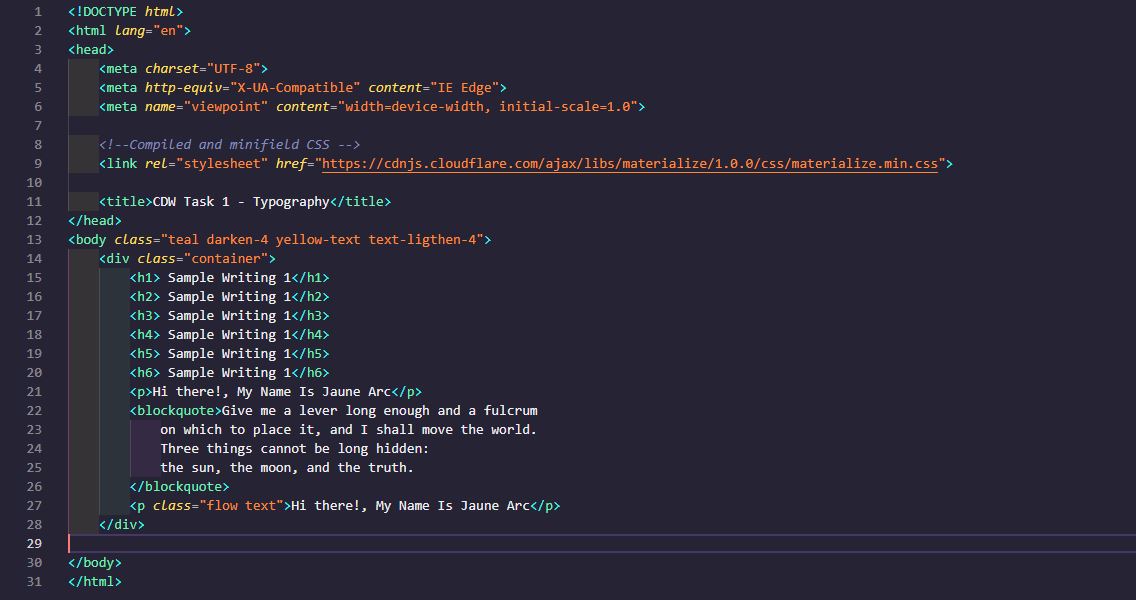 1 <!DOCTYPE html>
2 <html lang="en">
3 <head>
4     <meta charset="UTF-8">
5     <meta http-equiv="X-UA-Compatible" content="IE Edge">
6     <meta name="viewpoint" content="width=device-width, initial-scale=1.0">
7
8     <!--Compiled and minifield CSS -->
9     <link rel="stylesheet" href="https://cdnjs.cloudflare.com/ajax/libs/materialize/1.0.0/css/materialize.min.css">
10
11     <title>CDW Task 1 - Typography</title>
12 </head>
13 <body class="teal darken-4 yellow-text text-ligthen-4">
14     <div class="container">
15         <h1> Sample Writing 1</h1>
16         <h2> Sample Writing 1</h2>
17         <h3> Sample Writing 1</h3>
18         <h4> Sample Writing 1</h4>
19         <h5> Sample Writing 1</h5>
20         <h6> Sample Writing 1</h6>
21         <p>Hi there!, My Name Is Jaune Arc</p>
22         <blockquote>Give me a lever long enough and a fulcrum
23             on which to place it, and I shall move the world.
24             Three things cannot be long hidden:
25             the sun, the moon, and the truth.
26         </blockquote>
27         <p class="flow text">Hi there!, My Name Is Jaune Arc</p>
28     </div>
29
30 </body>
31 </html>